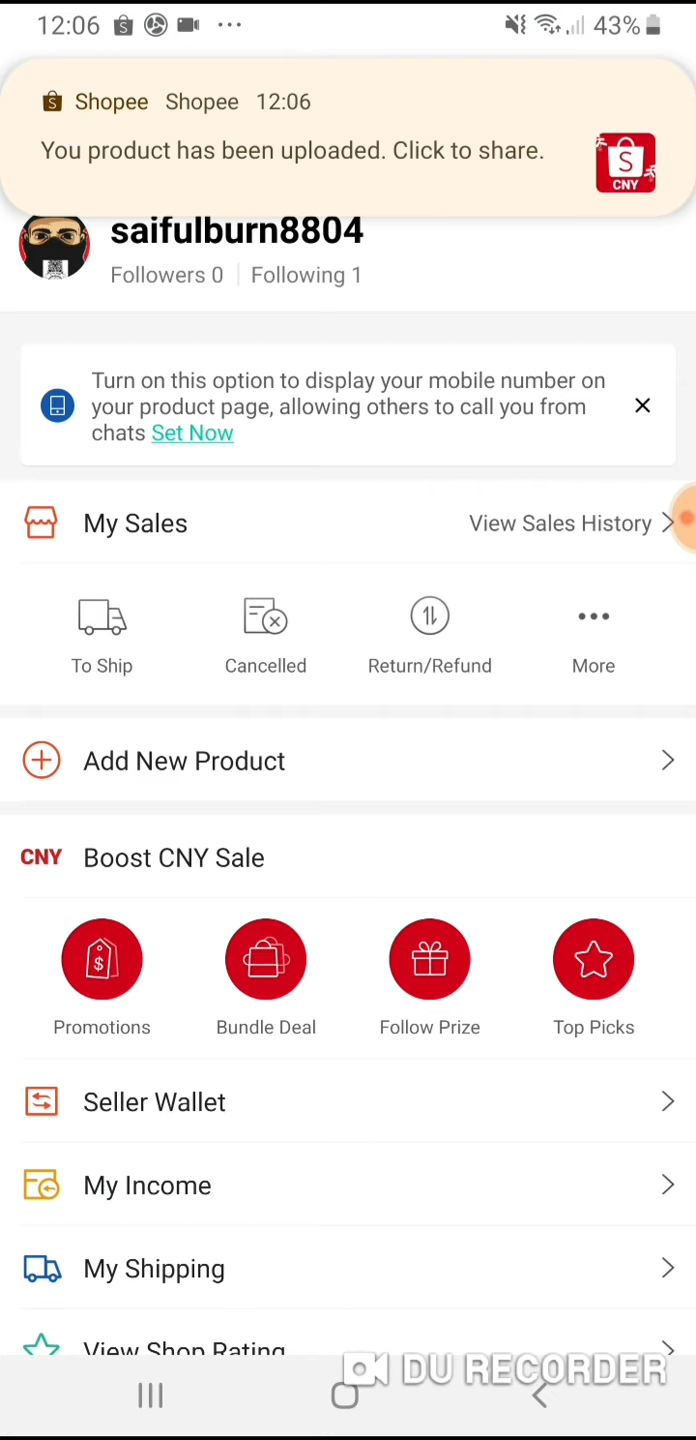 12:06
43%
Shopee Shopee 12:06
You product has been uploaded. Click to share.
S
CNY
saifulburn8804
Followers 0 Following 1
Turn on this option to display your mobile number on
your product page, allowing others to call you from
chats Set Now
My Sales
View Sales History
To Ship
Cancelled
Return/Refund
More
Add New Product
CNY Boost CNY Sale
$
Promotions
Bundle Deal
Follow Prize
Top Picks
Seller Wallet
My Income
My Shipping
View Shop Rating
DU RECORDER